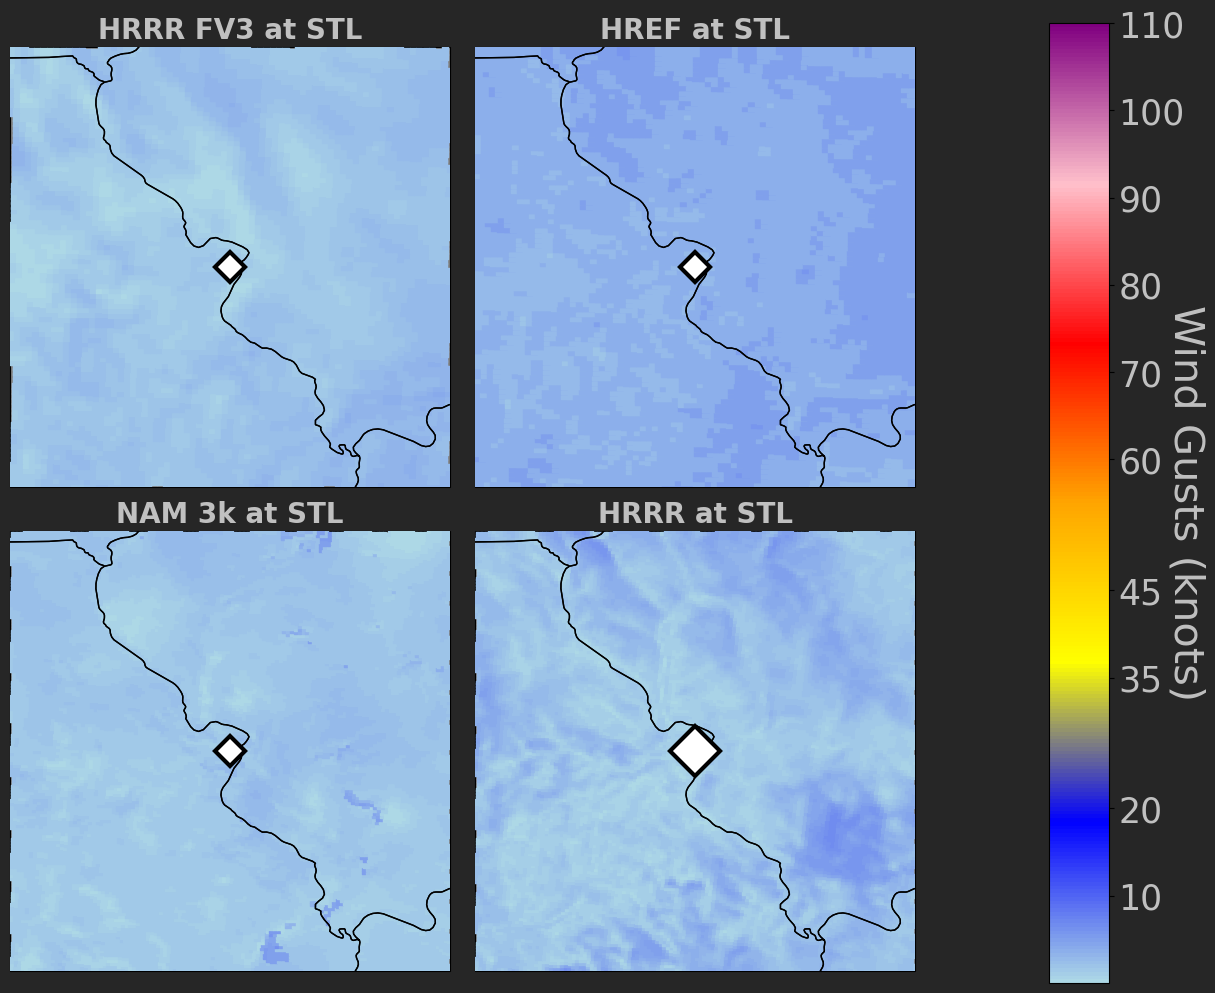 HRRR FV3 at STL
HREF at STL
NAM 3k at STL
HRRR at STL
110
100
90
80
70
60
45
35
20
10
Wind Gusts (knots)